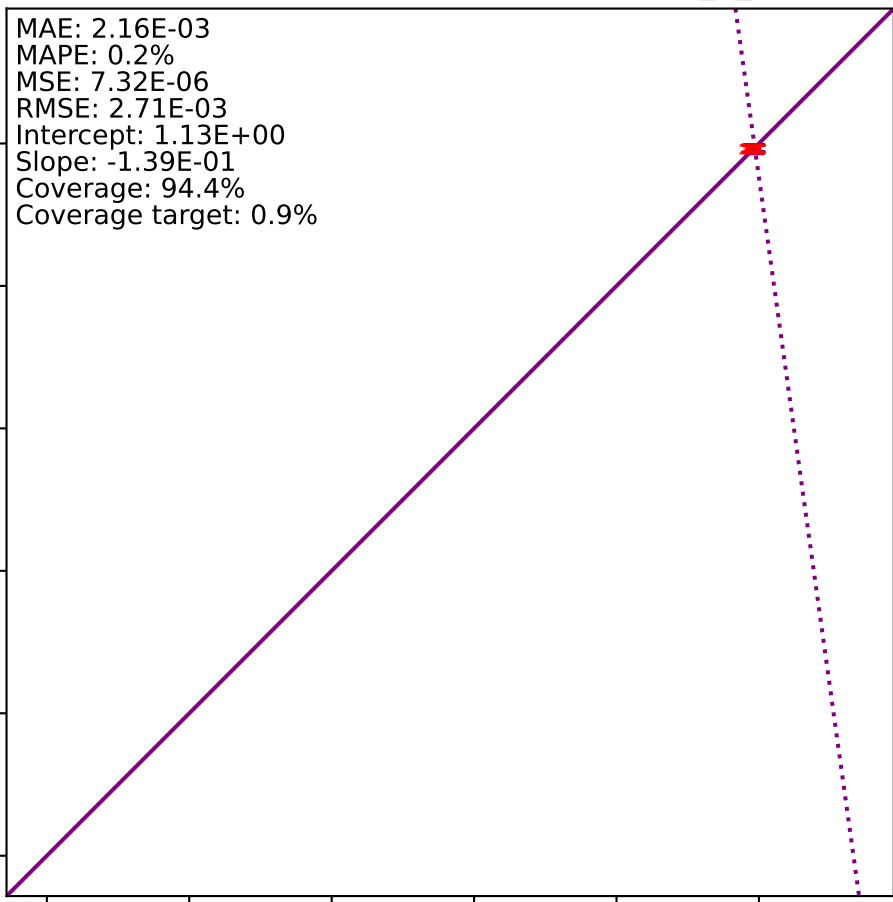 MAE: 2.16E-03
MAPE: 0.2%
MSE: 7.32E-06
RMSE: 2.71E-03
Intercept: 1.13E+00
Slope: -1.39E-01
Coverage: 94.4%
Coverage target: 0.9%